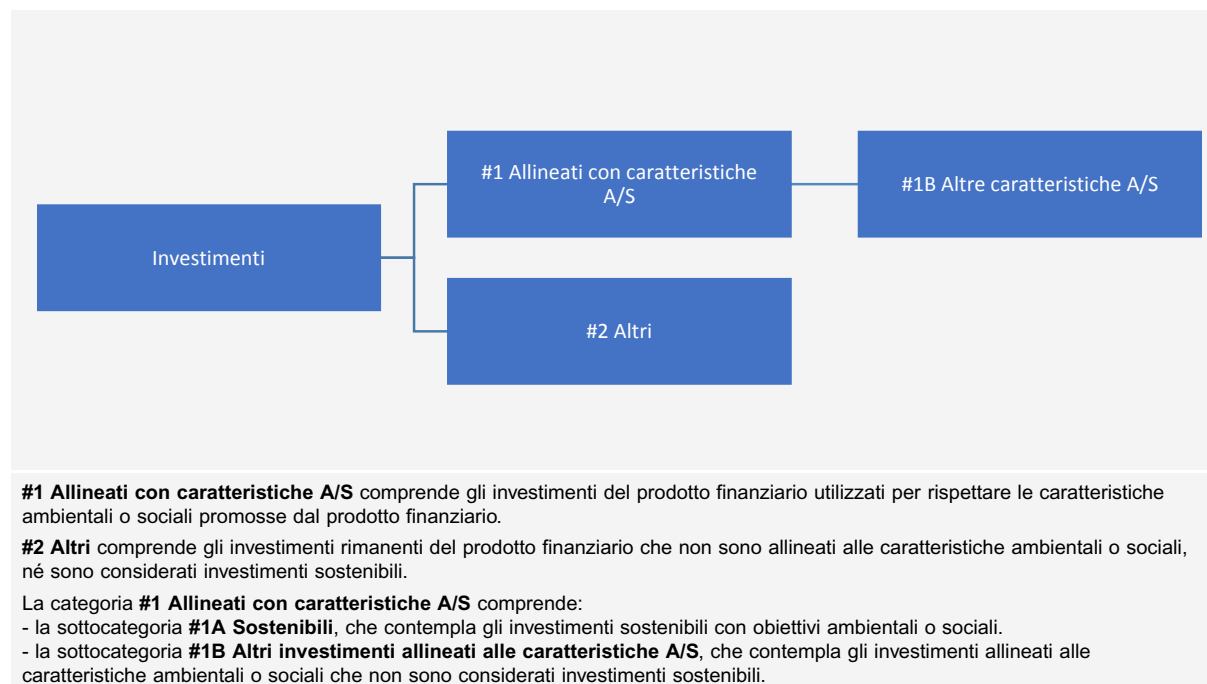 #1 Allineati con caratteristiche
A/S
#1B Altre caratteristiche A/S
Investimenti
#2 Altri
#1 Allineati con caratteristiche A/S comprende gli investimenti del prodotto finanziario utilizzati per rispettare le caratteristiche
ambientali o sociali promosse dal prodotto finanziario.
#2 Altri comprende gli investimenti rimanenti del prodotto finanziario che non sono allineati alle caratteristiche ambientali o sociali,
né sono considerati investimenti sostenibili.
La categoria #1 Allineati con caratteristiche A/S comprende:
- la sottocategoria #1A Sostenibili, che contempla gli investimenti sostenibili con obiettivi ambientali o sociali.
- la sottocategoria #1B Altri investimenti allineati alle caratteristiche A/S, che contempla gli investimenti allineati alle
caratteristiche ambientali o sociali che non sono considerati investimenti sostenibili.